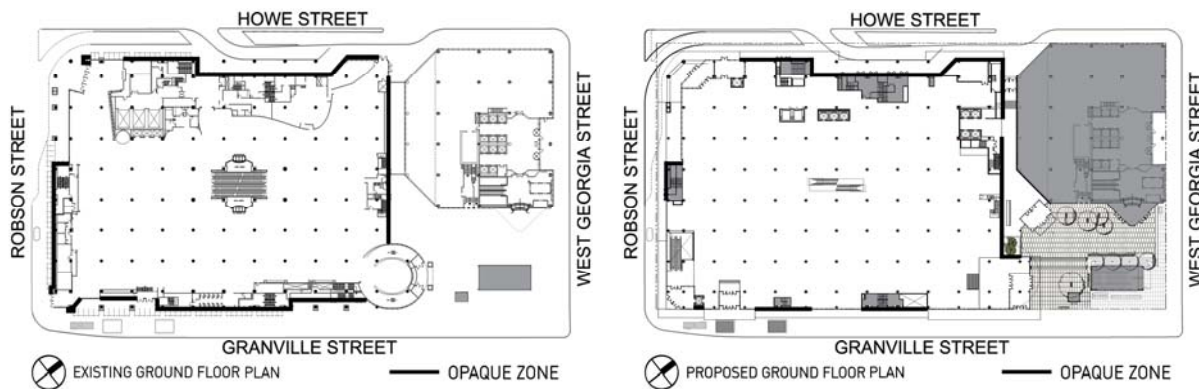 HOWE STREET
ROBSON STREET
WEST GEORGIA STREET
GRANVILLE STREET
EXISTING GROUND FLOOR PLAN
OPAQUE ZONE
HOWE STREET
ROBSON STREET
WEST GEORGIA STREET
GRANVILLE STREET
PROPOSED GROUND FLOOR PLAN
OPAQUE ZONE